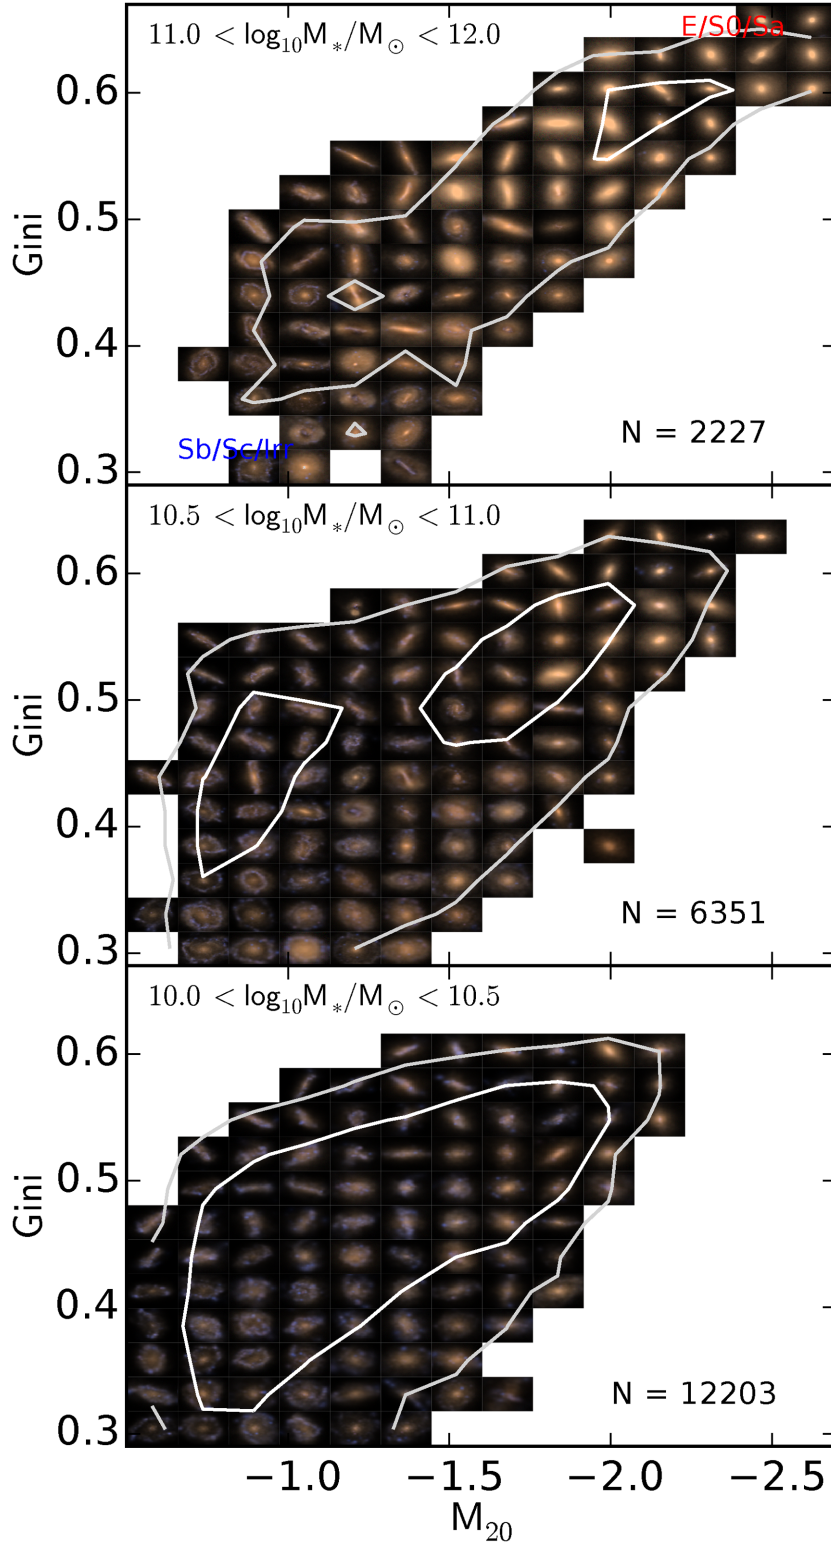 11.0 < log₁₀M*/M⊙ < 12.0
E/S0/Sa
0.6
0.5
Gini
0.4
0.3
Sb/Sc/Irr
N = 2227
10.5 < log₁₀M*/M⊙ < 11.0
0.6
0.5
Gini
0.4
0.3
N = 6351
10.0 < log₁₀M*/M⊙ < 10.5
0.6
0.5
Gini
0.4
0.3
N = 12203
−1.0 −1.5 −2.0 −2.5
M₂₀